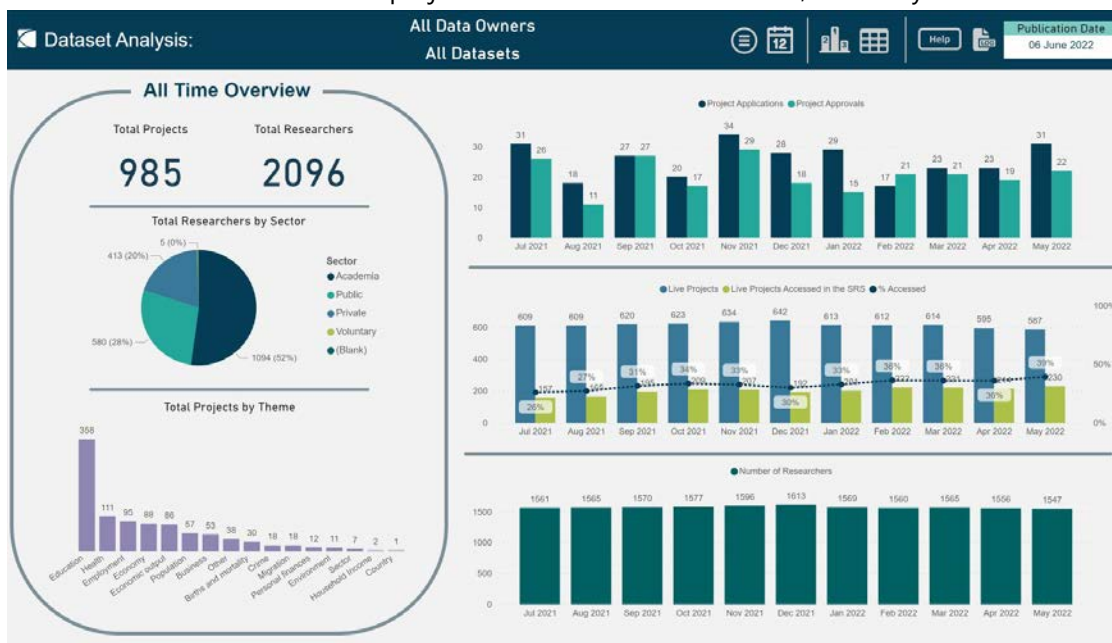 All Data Owners
Dataset Analysis:
All Datasets
12
Help
LOG
Publication Date
06 June 2022
All Time Overview
Total Projects
Total Researchers
985
2096
Total Researchers by Sector
5 (0%)
413 (20%)
580 (28%)
1094 (52%)
Sector
Academia
Public
Private
Voluntary
(Blank)
Total Projects by Theme
358
111
95
88
86
57
53
38
30
18
18
12
11
7
2
1
Education
Health
Employment
Economy
Economic output
Population
Business
Other
Births and mortality
Crime
Migration
Personal finances
Environment
Sector
Household Income
Country
Project Applications Project Approvals
31 26 18 11 27 27 20 17 34 29 28 18 29 15 17 21 23 21 23 19 31 22
30
20
10
0
Jul 2021 Aug 2021 Sep 2021 Oct 2021 Nov 2021 Dec 2021 Jan 2022 Feb 2022 Mar 2022 Apr 2022 May 2022
Live Projects Live Projects Accessed in the SRS % Accessed
609 609 620 623 634 642 613 612 614 595 587
600
400
200
0
100%
50%
0%
26% 27% 31% 34% 33% 30% 33% 36% 36% 36% 39%
157
230
Jul 2021 Aug 2021 Sep 2021 Oct 2021 Nov 2021 Dec 2021 Jan 2022 Feb 2022 Mar 2022 Apr 2022 May 2022
Number of Researchers
1561 1565 1570 1577 1596 1613 1569 1560 1565 1556 1547
1500
1000
500
0
Jul 2021 Aug 2021 Sep 2021 Oct 2021 Nov 2021 Dec 2021 Jan 2022 Feb 2022 Mar 2022 Apr 2022 May 2022